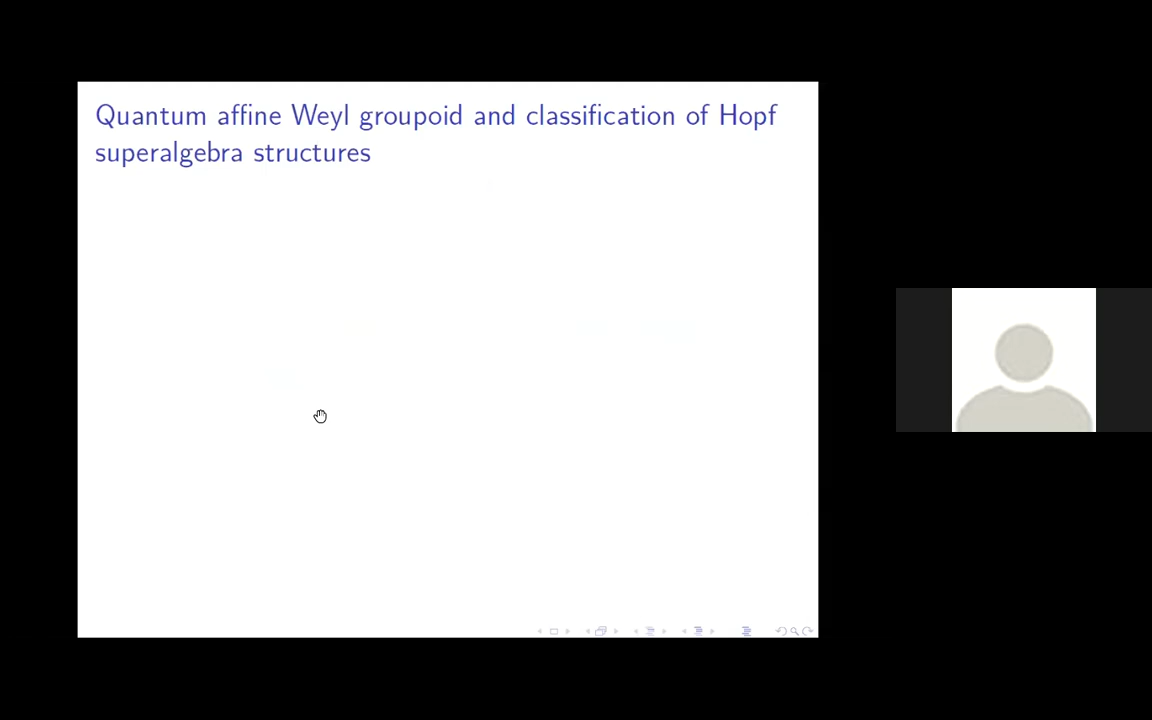 Quantum affine Weyl groupoid and classification of Hopf
superalgebra structures